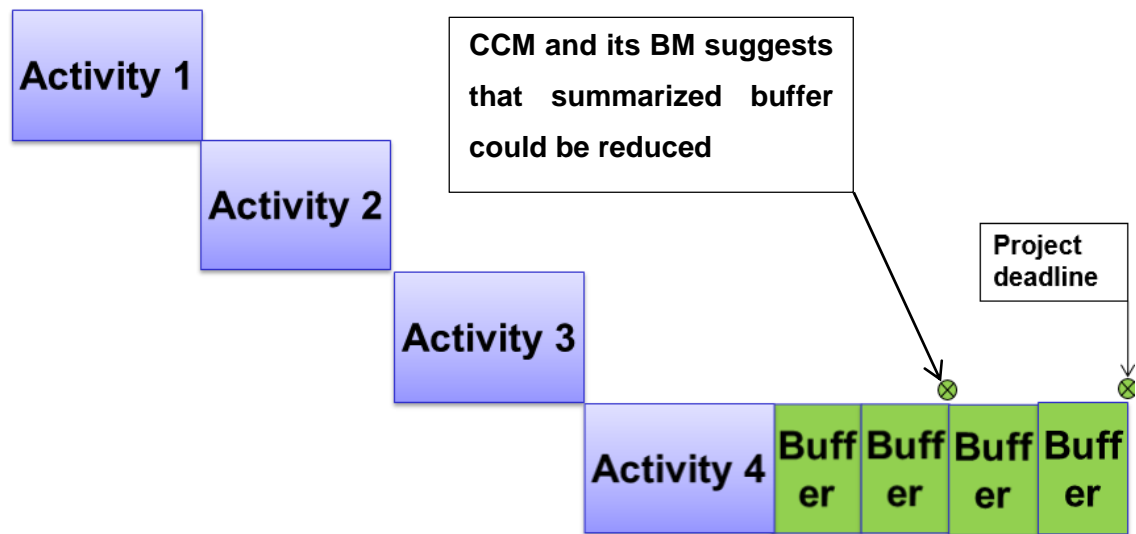 CCM and its BM suggests
that summarized buffer
could be reduced
Activity 1
Activity 2
Project
deadline
Activity 3
Activity 4
Buff
er
Buff
er
Buff
er
Buff
er